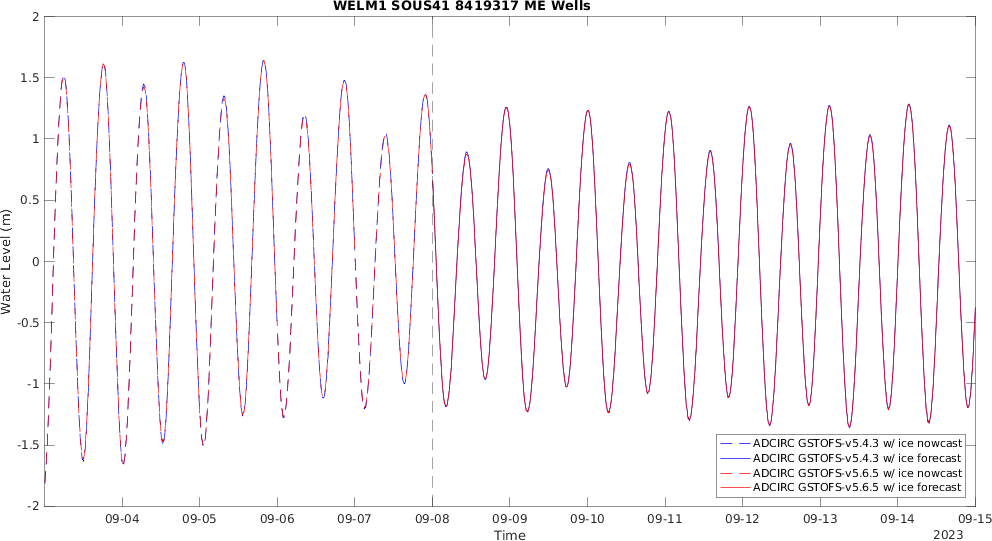 WELM1 SOUS41 8419317 ME Wells
2
1.5
1
0.5
0
-0.5
-1
-1.5
-2
Water Level (m)
ADCIRC GSTOFS-v5.4.3 w/ ice nowcast
ADCIRC GSTOFS-v5.4.3 w/ ice forecast
ADCIRC GSTOFS-v5.6.5 w/ ice nowcast
ADCIRC GSTOFS-v5.6.5 w/ ice forecast
09-04 09-05 09-06 09-07 09-08 09-09 09-10 09-11 09-12 09-13 09-14 09-15
Time
2023